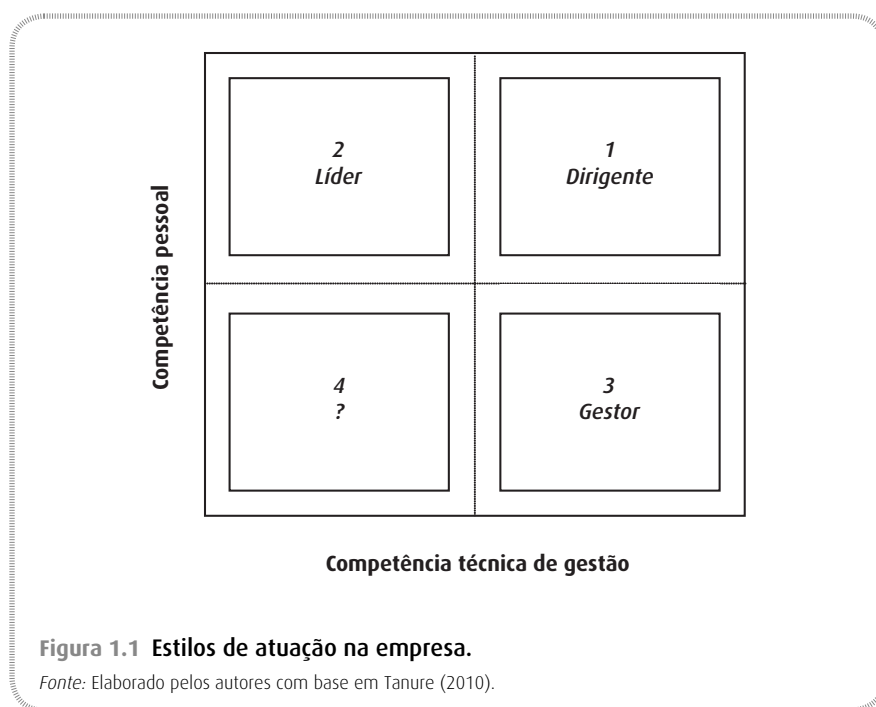 Competência pessoal
2
Líder
1
Dirigente
4
?
3
Gestor
Competência técnica de gestão
Figura 1.1 Estilos de atuação na empresa.
Fonte: Elaborado pelos autores com base em Tanure (2010).